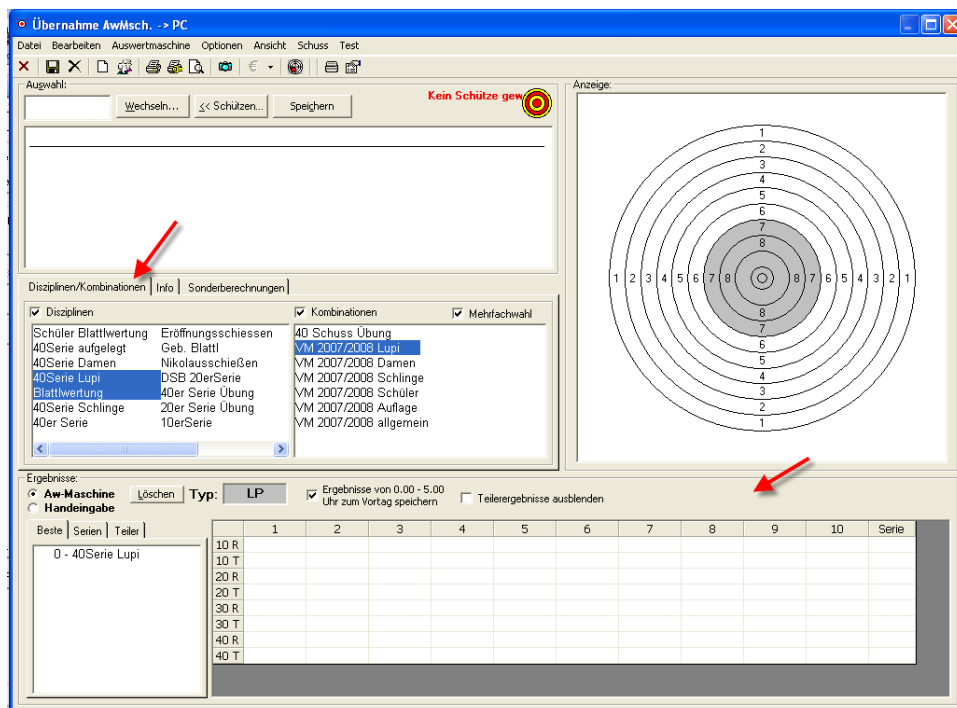 Übernahme AwMsch. -> PC
Datei Bearbeiten Auswertmaschine Optionen Ansicht Schuss Test
€
Auswahl:
Wechseln... << Schützen... Speichern
Kein Schütze gew
Anzeige:
1
2
3
4
5
6
7
8
1 2 3 4 5 6 7 8 8 7 6 5 4 3 2 1
8
7
6
5
4
3
2
1
Disziplinen/Kombinationen Info Sonderberechnungen
Disziplinen
Schüler Blattlwertung Eröffnungsschiessen
40Serie aufgelegt Geb. Blattl
40Serie Damen Nikolausschießen
40Serie Lupi DSB 20erSerie
Blattlwertung 40er Serie Übung
40Serie Schlinge 20er Serie Übung
40er Serie 10erSerie
Kombinationen Mehrfachwahl
40 Schuss Übung
VM 2007/2008 Lupi
VM 2007/2008 Damen
VM 2007/2008 Schlinge
VM 2007/2008 Schüler
VM 2007/2008 Auflage
VM 2007/2008 allgemein
Ergebnisse:
Aw-Maschine Löschen Typ: LP
Handeingabe
Ergebnisse von 0.00 - 5.00
Uhr zum Vortag speichern
Teilerergebnisse ausblenden
Beste Serien Teiler
0 - 40Serie Lupi
1 2 3 4 5 6 7 8 9 10 Serie
10 R
10 T
20 R
20 T
30 R
30 T
40 R
40 T